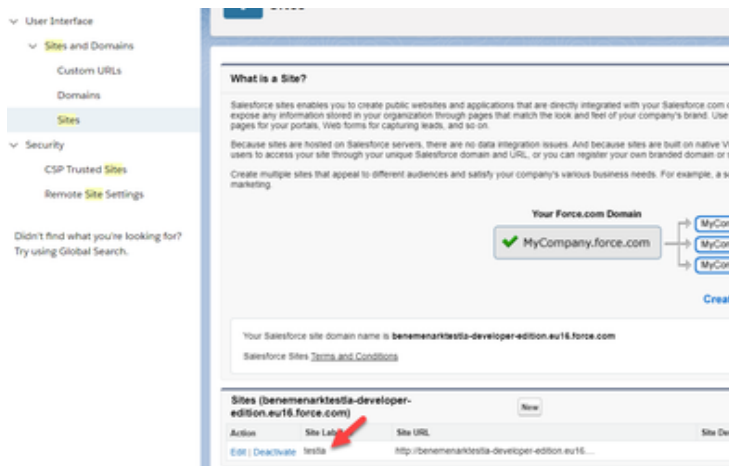 User Interface
Sites and Domains
Custom URLs
Domains
Sites
Security
CSP Trusted Sites
Remote Site Settings
Didn't find what you're looking for?
Try using Global Search.
What is a Site?
Salesforce sites enables you to create public websites and applications that are directly integrated with your Salesforce.com
expose any information stored in your organization through pages that match the look and feel of your company's brand. Use
pages for your portals, Web forms for capturing leads, and so on.
Because sites are hosted on Salesforce servers, there are no data integration issues. And because sites are built on native
users to access your site through your unique Salesforce domain and URL, or you can register your own branded domain or
Create multiple sites that appeal to different audiences and satisfy your company's various business needs. For example, a
marketing.
Your Force.com Domain
MyCompany.force.com
MyCom
MyCom
MyCom
Crea
Your Salesforce site domain name is benemenarktestla-developer-edition.eu16.force.com
Salesforce Sites Terms and Conditions
Sites (benemenarktestla-developer-
edition.eu16.force.com)
New
Action Site Label Site URL Site De
Edit | Deactivate testla http://benemenarktestla-developer-edition.eu16....